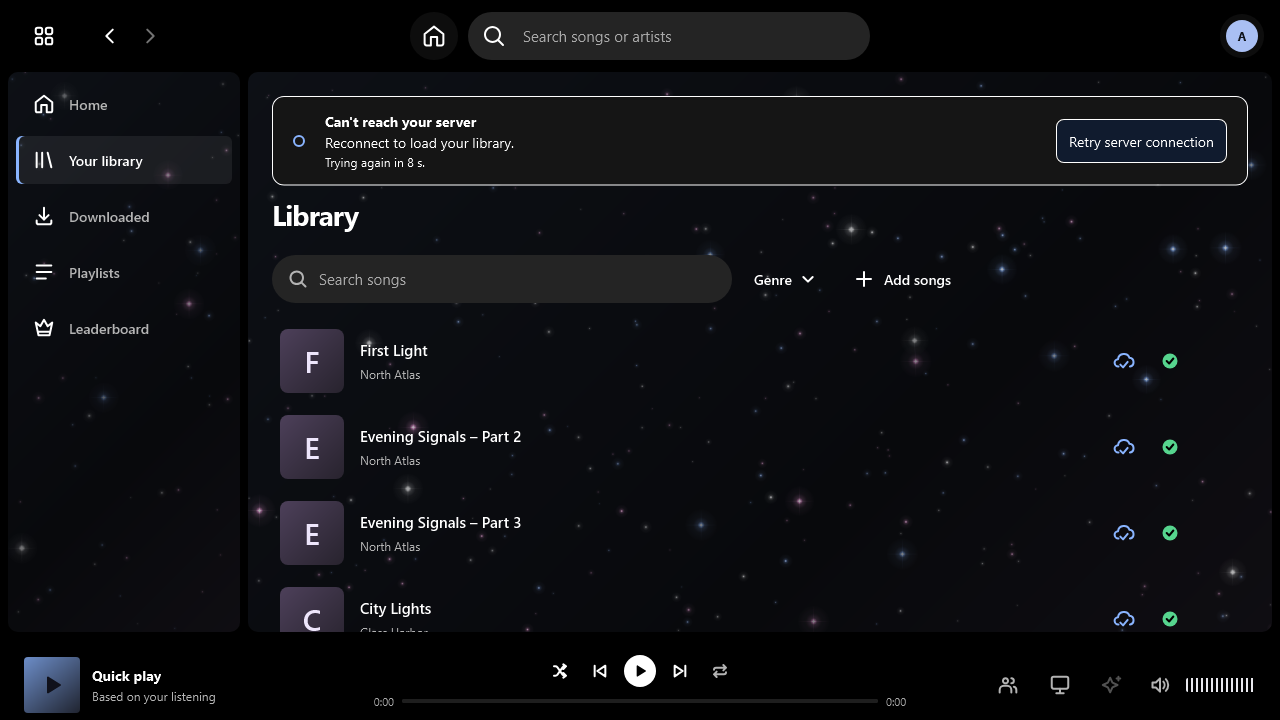 Search songs or artists
A
Home
Your library
Downloaded
Playlists
Leaderboard
Can't reach your server
Reconnect to load your library.
Trying again in 8 s.
Retry server connection
Library
Search songs
Genre
Add songs
F
First Light
North Atlas
E
Evening Signals – Part 2
North Atlas
E
Evening Signals – Part 3
North Atlas
C
City Lights
Quick play
Based on your listening
0:00
0:00